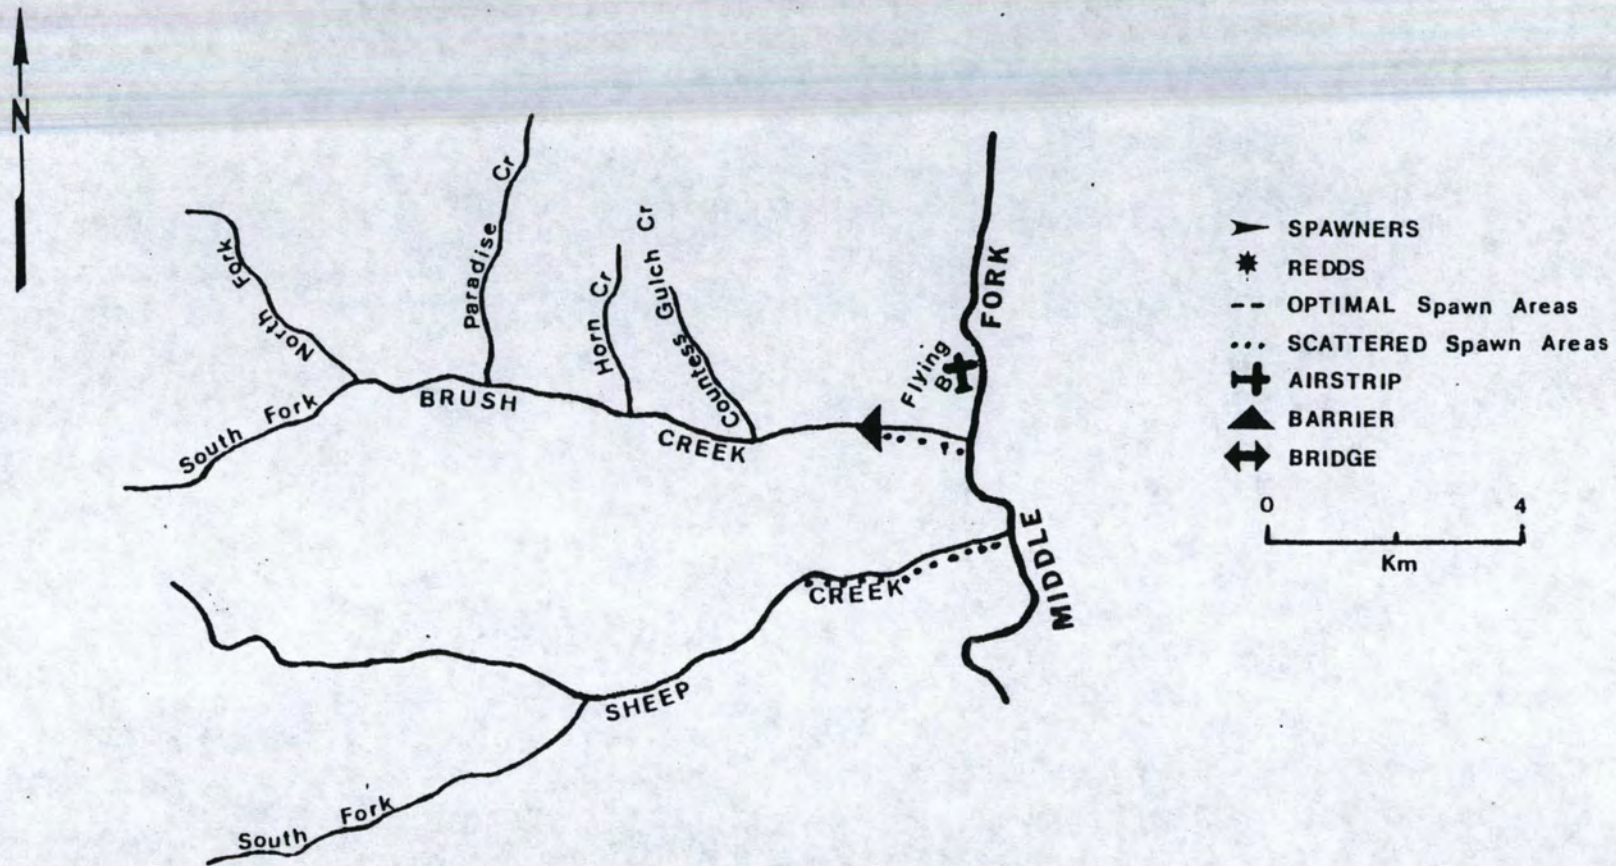 N
North Fork
South Fork
Paradise Cr
Horn Cr
Countess Gulch Cr
BRUSH CREEK
Flying B
MIDDLE FORK
SHEEP CREEK
South Fork
SPAWNERS
REDDS
OPTIMAL Spawn Areas
SCATTERED Spawn Areas
AIRSTRIP
BARRIER
BRIDGE
0 4
Km